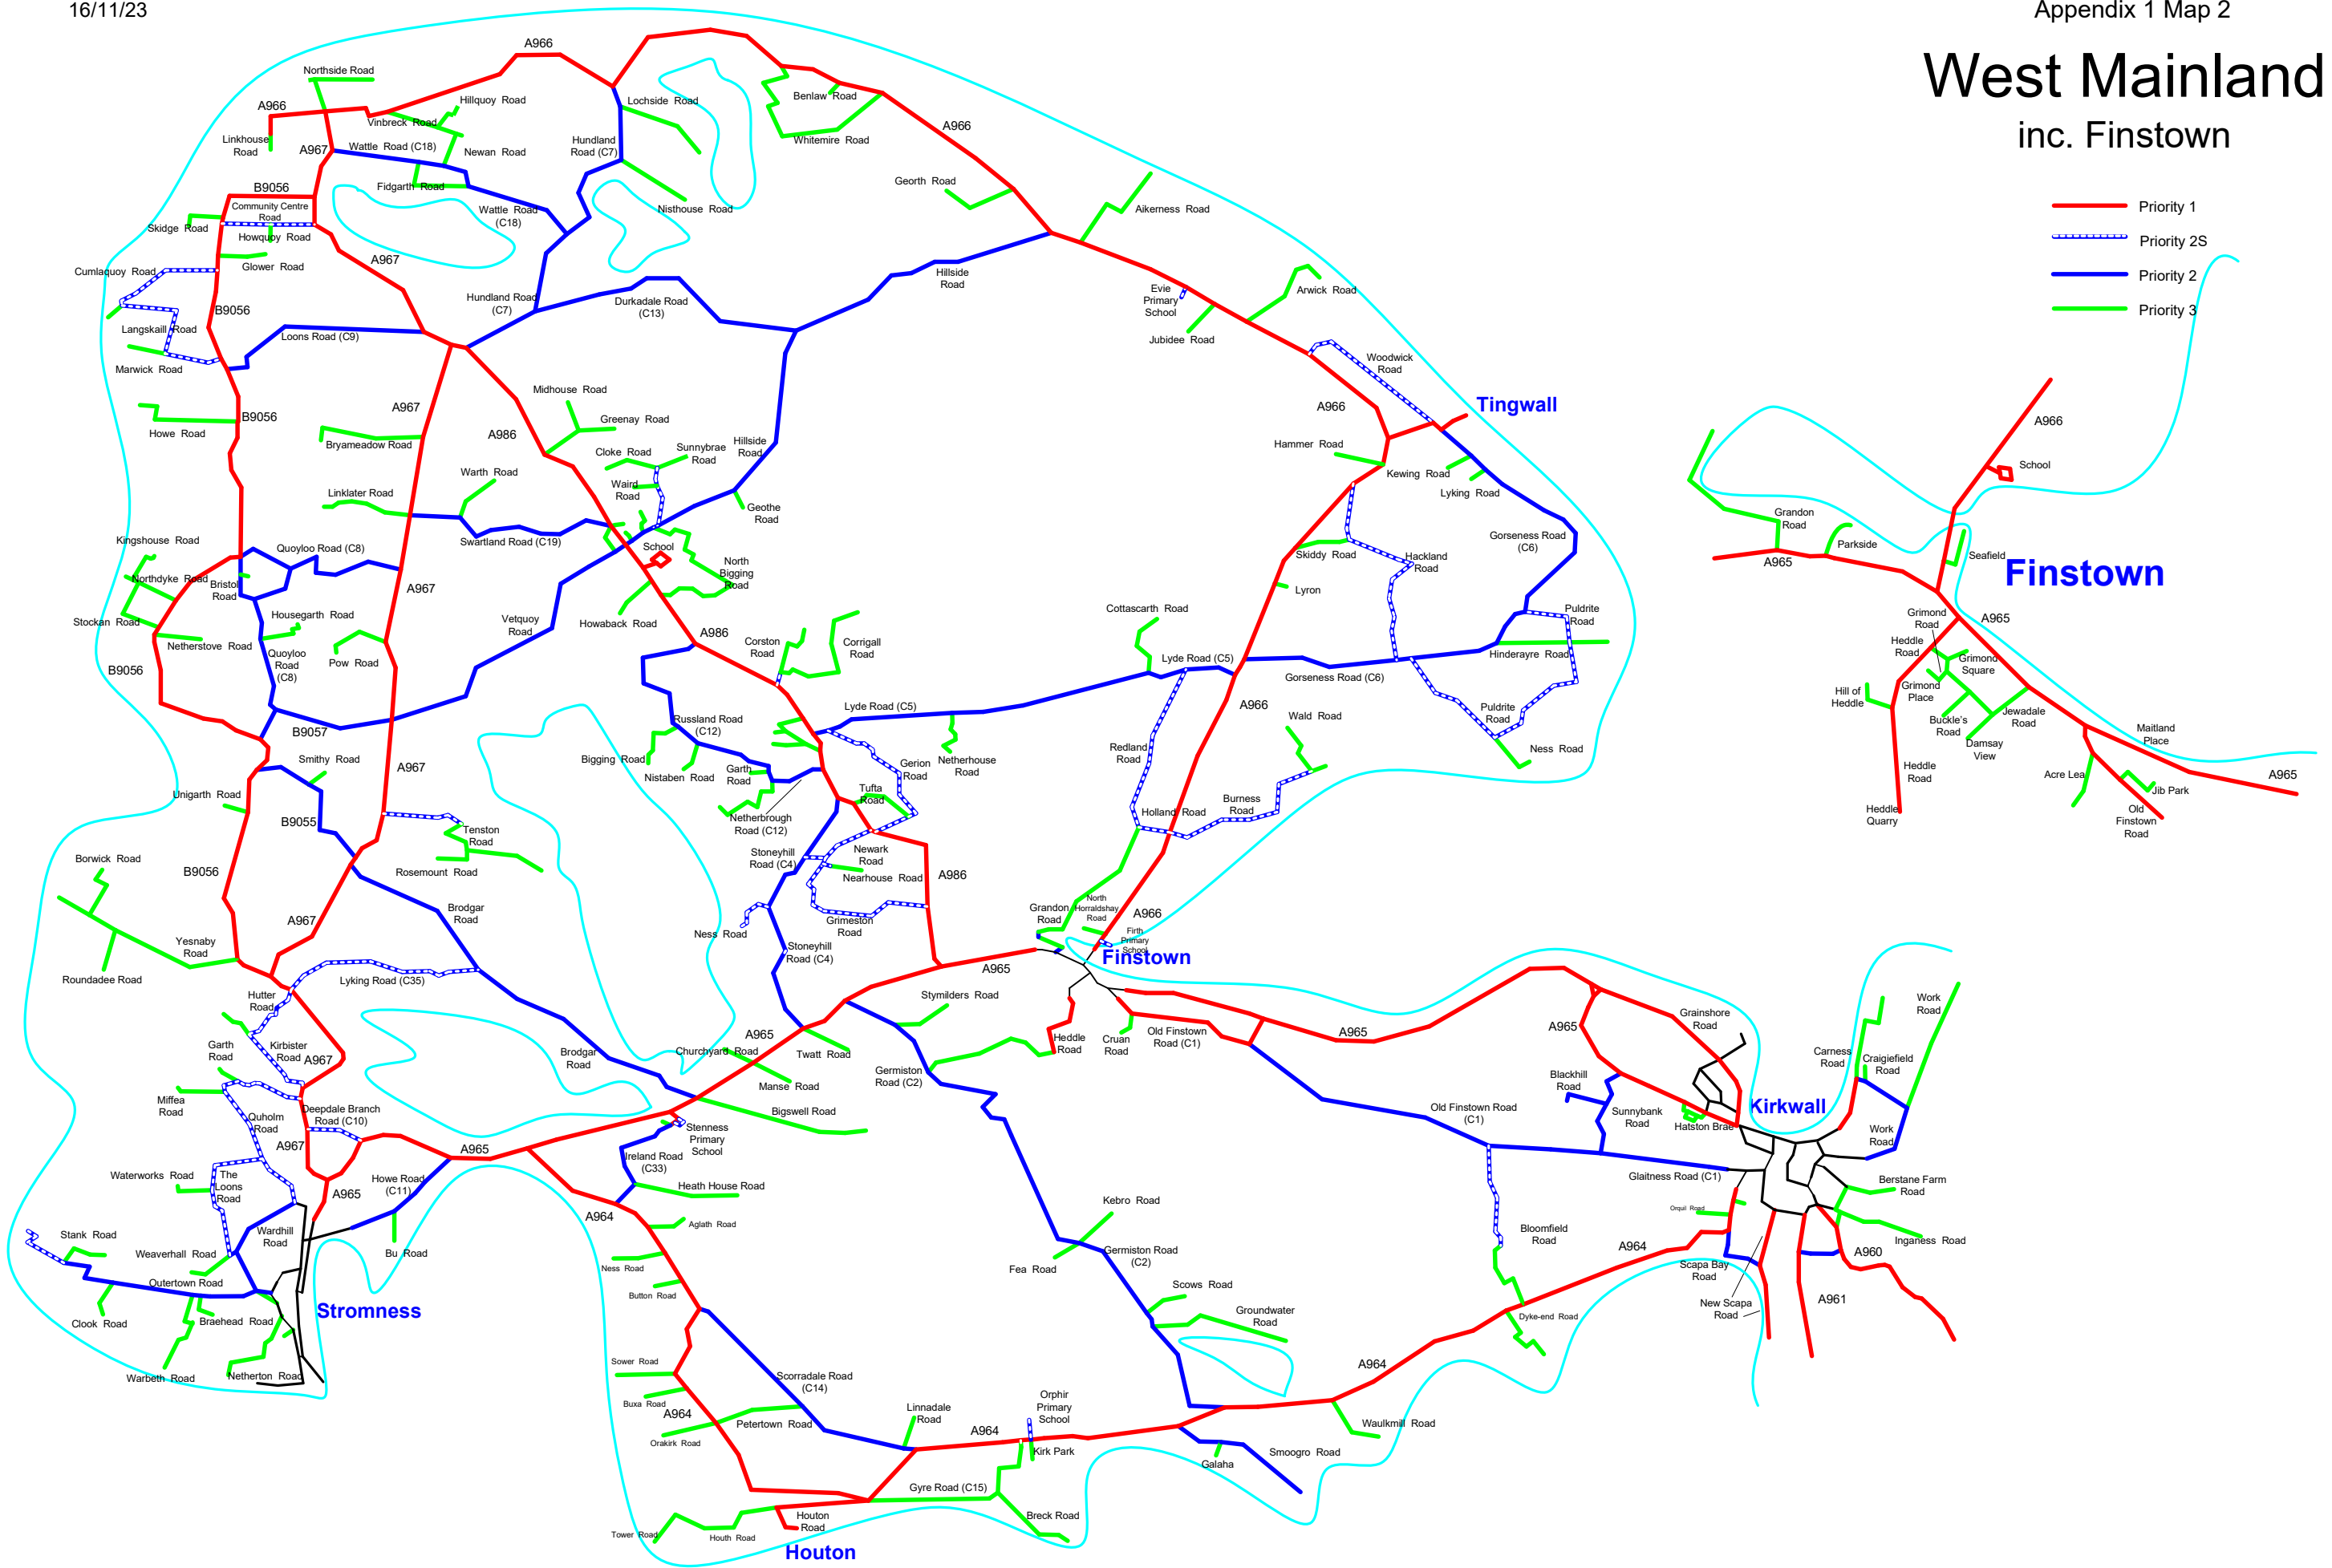 16/11/23
Appendix 1 Map 2
West Mainland
inc. Finstown
Priority 1
Priority 2S
Priority 2
Priority 3
A966
Northside Road
A966
Hillquoy Road
Vinbreck Road
Linkhouse
Road
A967
Wattle Road (C18)
Newan Road
Fidgarth Road
Wattle Road
(C18)
Lochside Road
Hundland
Road (C7)
Nisthouse Road
Benlaw Road
Whitemire Road
A966
Georth Road
Aikerness Road
B9056
Community Centre
Road
Skidge Road
Howquoy Road
Glower Road
Cumlaquoy Road
A967
B9056
Langskaill Road
Marwick Road
Loons Road (C9)
Hundland Road
(C7)
Durkadale Road
(C13)
Hillside
Road
Evie
Primary
School
Jubidee Road
Arwick Road
Woodwick
Road
Tingwall
A966
Hammer Road
Kewing Road
Lyking Road
Howe Road
B9056
A967
Bryameadow Road
A986
Midhouse Road
Greenay Road
Cloke Road
Sunnybrae
Road
Hillside
Road
Waird
Road
Geothe
Road
Warth Road
Linklater Road
Swartland Road (C19)
School
North
Bigging
Road
Howaback Road
Kingshouse Road
Quoyloo Road (C8)
Northdyke Road
Bristol
Road
A967
Stockan Road
Housegarth Road
Netherstove Road
Quoyloo
Road
(C8)
Pow Road
Vetquoy
Road
A986
Corston
Road
Corrigall
Road
B9056
B9057
Cottascarth Road
Lyde Road (C5)
Skiddy Road
Lyron
Hackland
Road
Gorseness Road
(C6)
Puldrite
Road
Hinderayre Road
Gorseness Road (C6)
A966
Wald Road
Puldrite
Road
Ness Road
Redland
Road
Holland Road
Burness
Road
Lyde Road (C5)
Russland Road
(C12)
Bigging Road
Nistaben Road
Garth
Road
Gerion
Road
Netherhouse
Road
Tufta
Road
Netherbrough
Road (C12)
Stoneyhill
Road (C4)
Newark
Road
Nearhouse Road
A986
Grimeston
Road
Ness Road
Stoneyhill
Road (C4)
Smithy Road
A967
Unigarth Road
B9055
Tenston
Road
Rosemount Road
Borwick Road
B9056
Brodgar
Road
A967
Yesnaby
Road
Roundadee Road
Lyking Road (C35)
Hutter
Road
Garth
Road
Kirbister
Road
A967
Miffea
Road
Quholm
Road
Deepdale Branch
Road (C10)
A967
Waterworks Road
The
Loons
Road
A965
Howe Road
(C11)
A965
Bu Road
Stank Road
Weaverhall Road
Wardhill
Road
Outertown Road
Clook Road
Braehead Road
Stromness
Warbeth Road
Netherton Road
Brodgar
Road
Grandon
Road
North
Horraldshay
Road
Firth
Primary
School
A966
Finstown
A965
Stymilders Road
A965
Churchyard Road
Twatt Road
Manse Road
Bigswell Road
Germiston
Road (C2)
Heddle
Road
Cruan
Road
Old Finstown
Road (C1)
A965
A965
Stenness
Primary
School
Ireland Road
(C33)
Heath House Road
A964
Aglath Road
Ness Road
Button Road
Sower Road
Buxa Road
A964
Orakirk Road
Petertown Road
Scorradale Road
(C14)
Linnadale
Road
A964
Orphir
Primary
School
Kirk Park
Gyre Road (C15)
Breck Road
Tower Road
Houth Road
Houton
Road
Houton
Kebro Road
Fea Road
Germiston Road
(C2)
Scows Road
Groundwater
Road
Galaha
Smoogro Road
Waulkmill Road
A964
Dyke-end Road
Bloomfield
Road
A964
Old Finstown Road
(C1)
Blackhill
Road
Sunnybank
Road
Hatston Brae
Grainshore
Road
Kirkwall
Glaitness Road (C1)
Orquil Road
Scapa Bay
Road
New Scapa
Road
A961
A960
Inganess Road
Berstane Farm
Road
Work
Road
Carness
Road
Craigiefield
Road
Work
Road
A966
School
Grandon
Road
Parkside
A965
Seafield
Finstown
Grimond
Road
A965
Heddle
Road
Grimond
Square
Grimond
Place
Hill of
Heddle
Buckle's
Road
Jewadale
Road
Damsay
View
Heddle
Road
Heddle
Quarry
Maitland
Place
Acre Lea
Jib Park
Old
Finstown
Road
A965